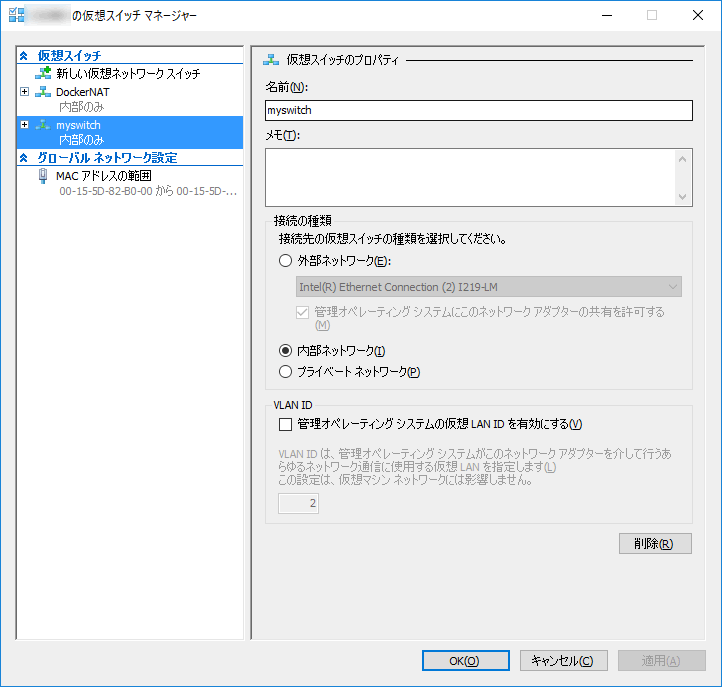 の仮想スイッチ マネージャー
仮想スイッチ
新しい仮想ネットワーク スイッチ
DockerNAT
内部のみ
myswitch
内部のみ
グローバル ネットワーク設定
MAC アドレスの範囲
00-15-5D-82-B0-00 から 00-15-5D-...
仮想スイッチのプロパティ
名前(N):
myswitch
メモ(T):
接続の種類
接続先の仮想スイッチの種類を選択してください。
外部ネットワーク(E):
Intel(R) Ethernet Connection (2) I219-LM
管理オペレーティング システムにこのネットワーク アダプターの共有を許可する
(M)
内部ネットワーク(I)
プライベート ネットワーク(P)
VLAN ID
管理オペレーティング システムの仮想 LAN ID を有効にする(V)
VLAN ID は、管理オペレーティング システムがこのネットワーク アダプターを介して行うあ
らゆるネットワーク通信に使用する仮想 LAN を指定します(L)
この設定は、仮想マシン ネットワークには影響しません。
2
削除(R)
OK(O)
キャンセル(C)
適用(A)